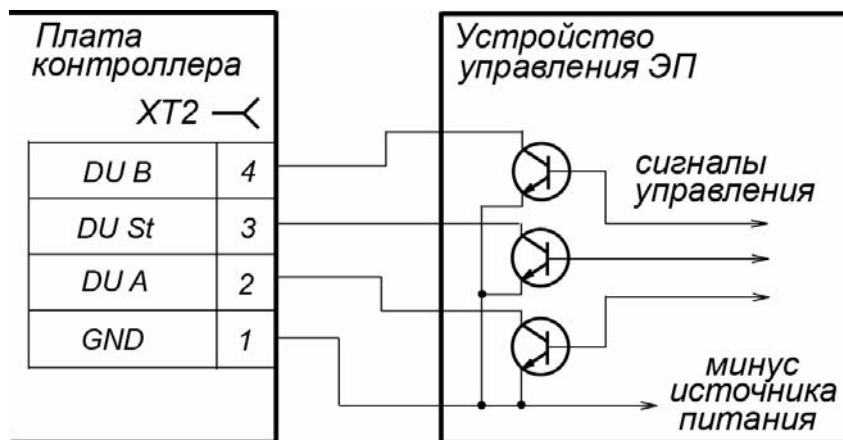 Плата
контроллера
XT2
DU B 4
DU St 3
DU A 2
GND 1
Устройство
управления ЭП
сигналы
управления
минус
источника
питания